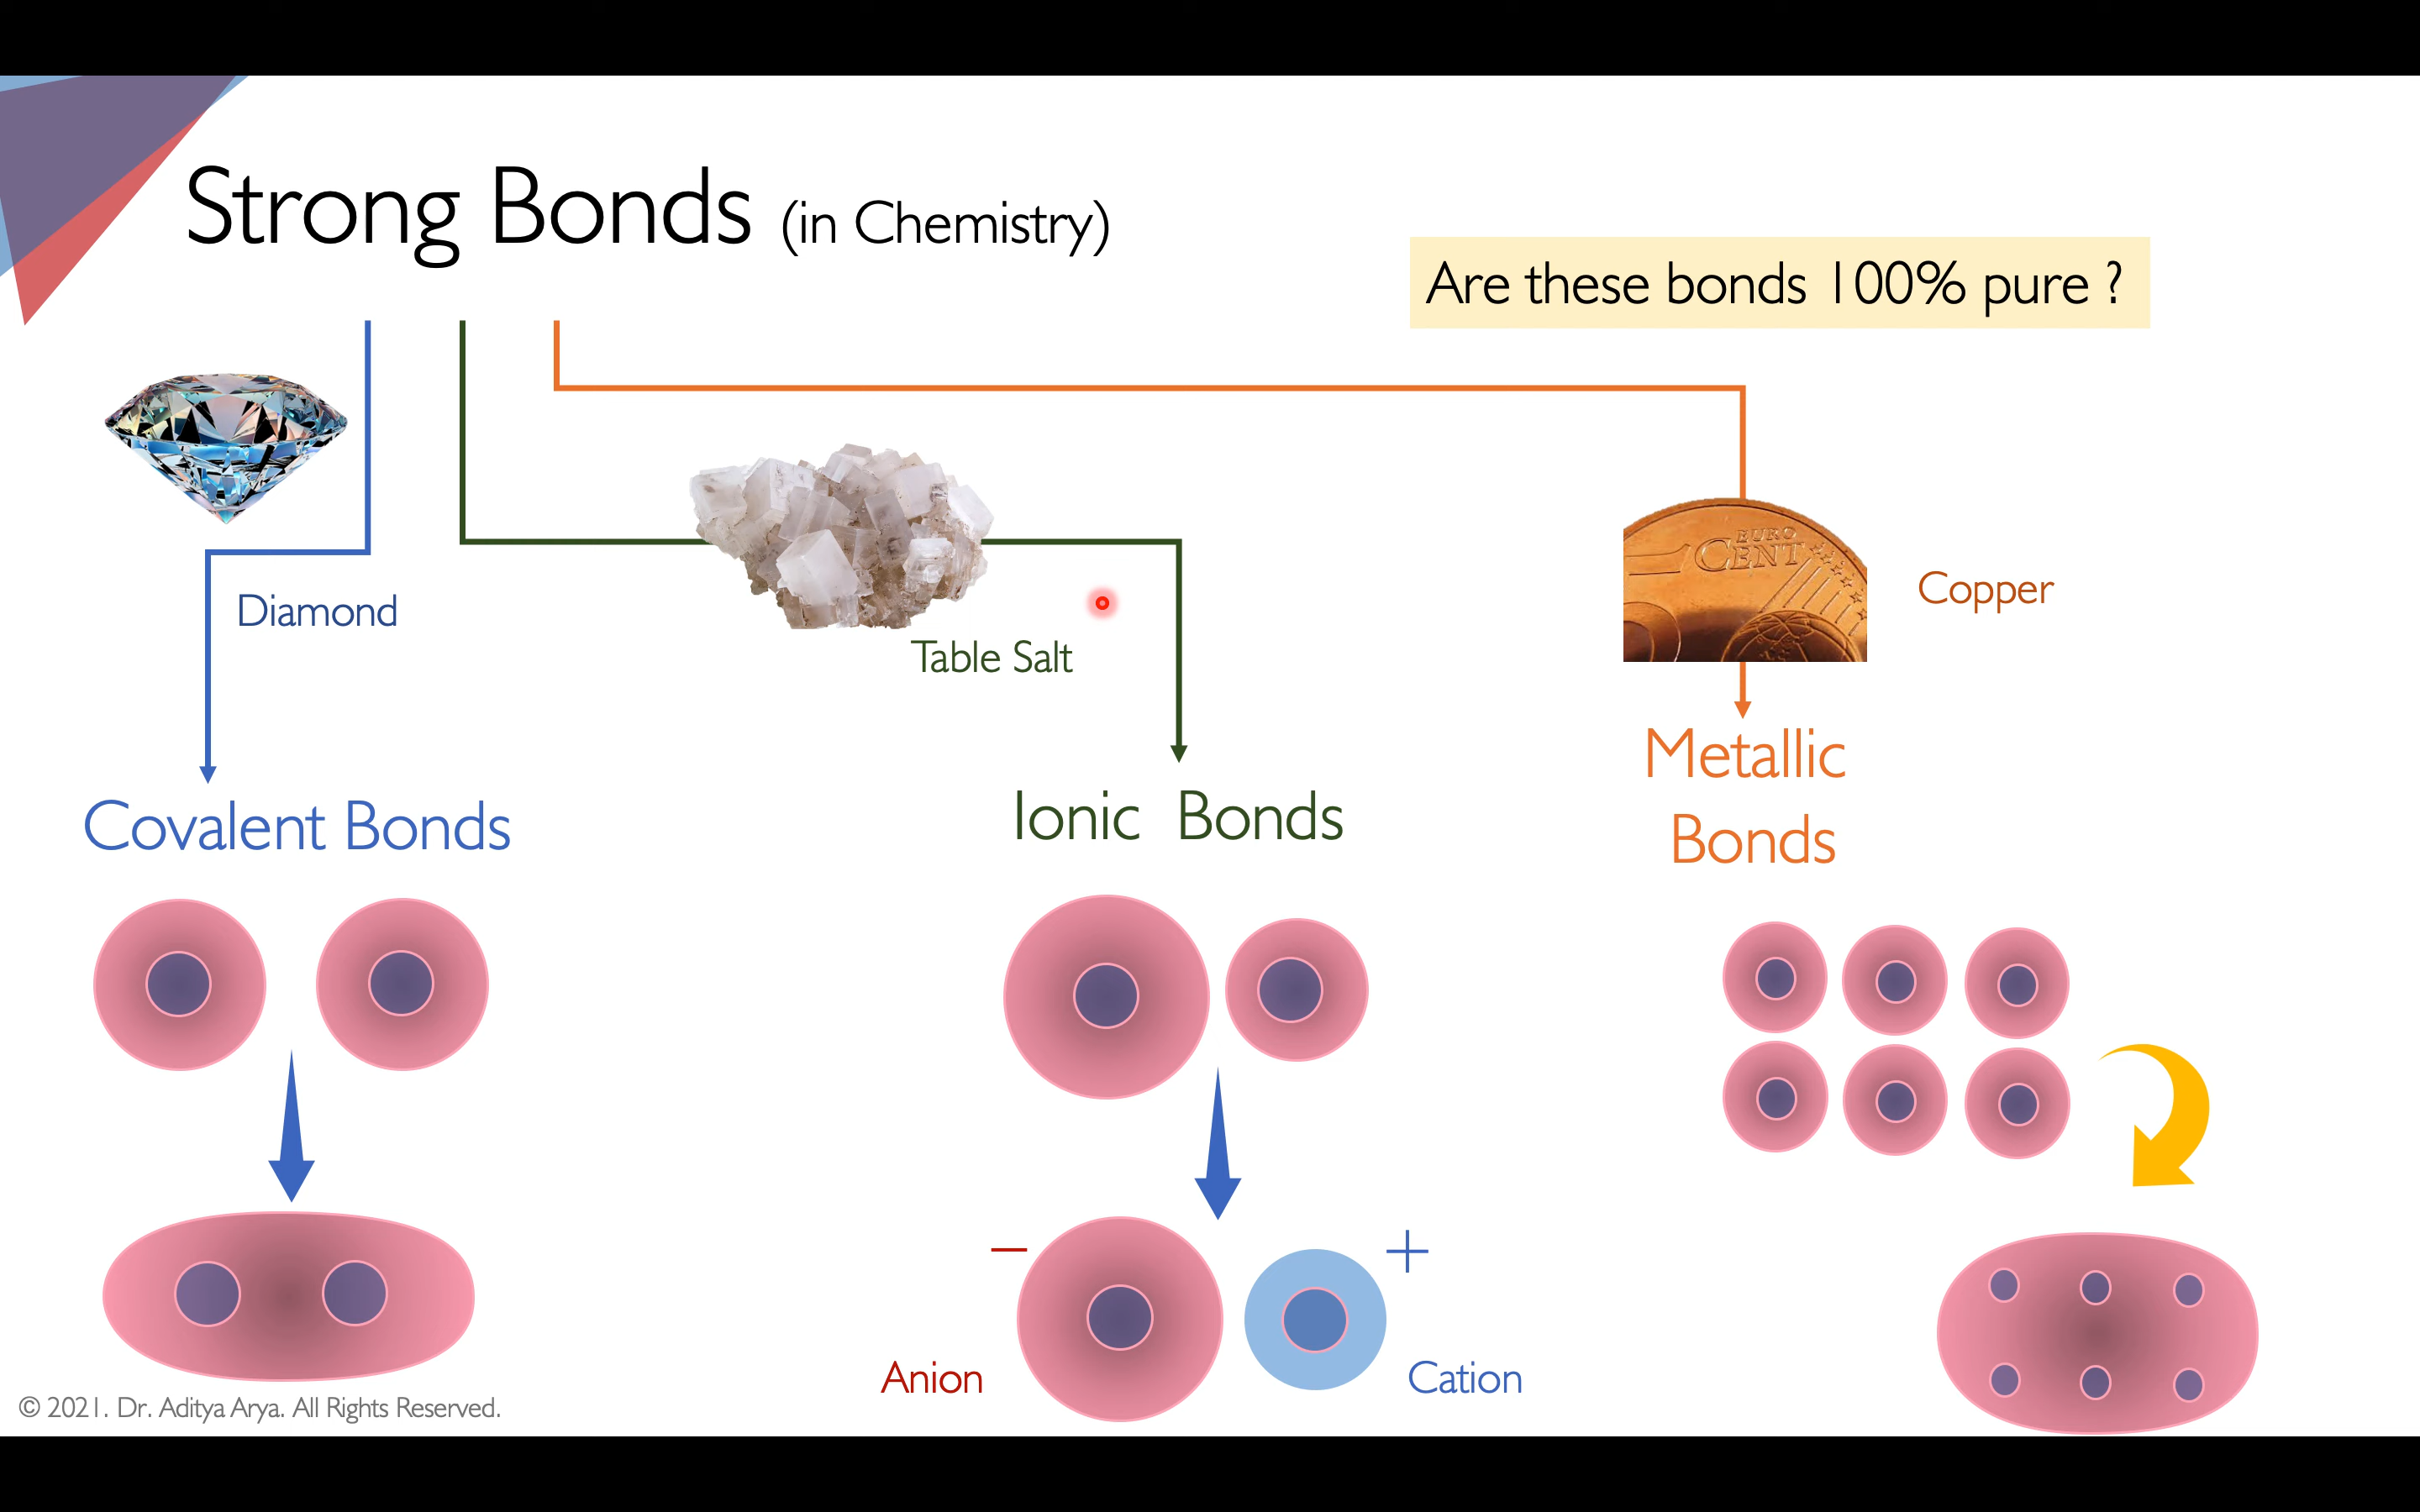 Strong Bonds (in Chemistry)
Are these bonds 100% pure ?
EURO
CENT
Diamond
Copper
Table Salt
Covalent Bonds
Ionic Bonds
Metallic
Bonds
−
+
Anion
Cation
© 2021. Dr. Aditya Arya. All Rights Reserved.